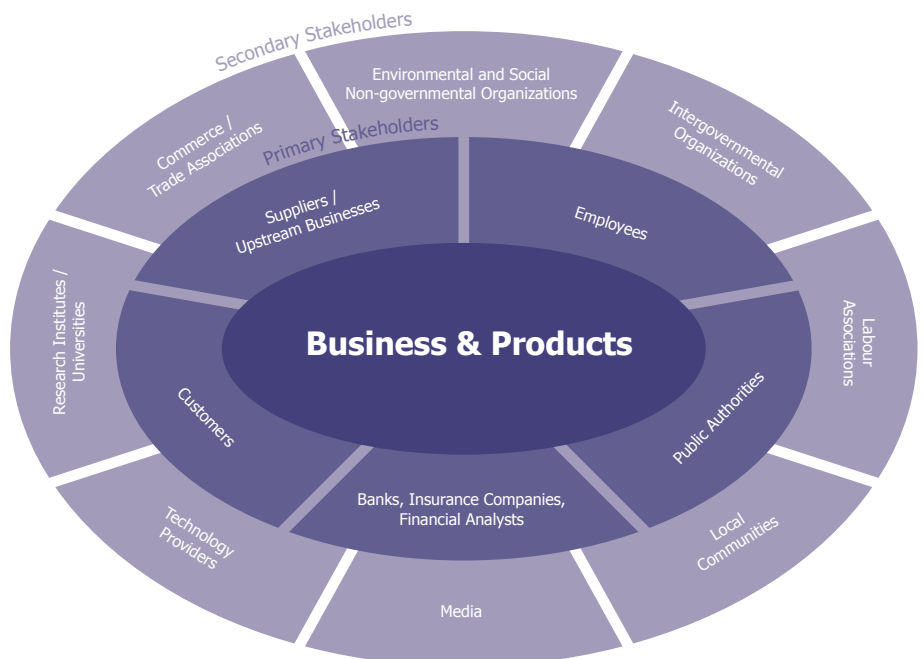 Secondary Stakeholders
Environmental and Social
Non-governmental Organizations
Commerce /
Trade Associations
Intergovernmental
Organizations
Primary Stakeholders
Suppliers /
Upstream Businesses
Employees
Research Institutes /
Universities
Labour
Associations
Business & Products
Customers
Public Authorities
Banks, Insurance Companies,
Financial Analysts
Technology
Providers
Local
Communities
Media